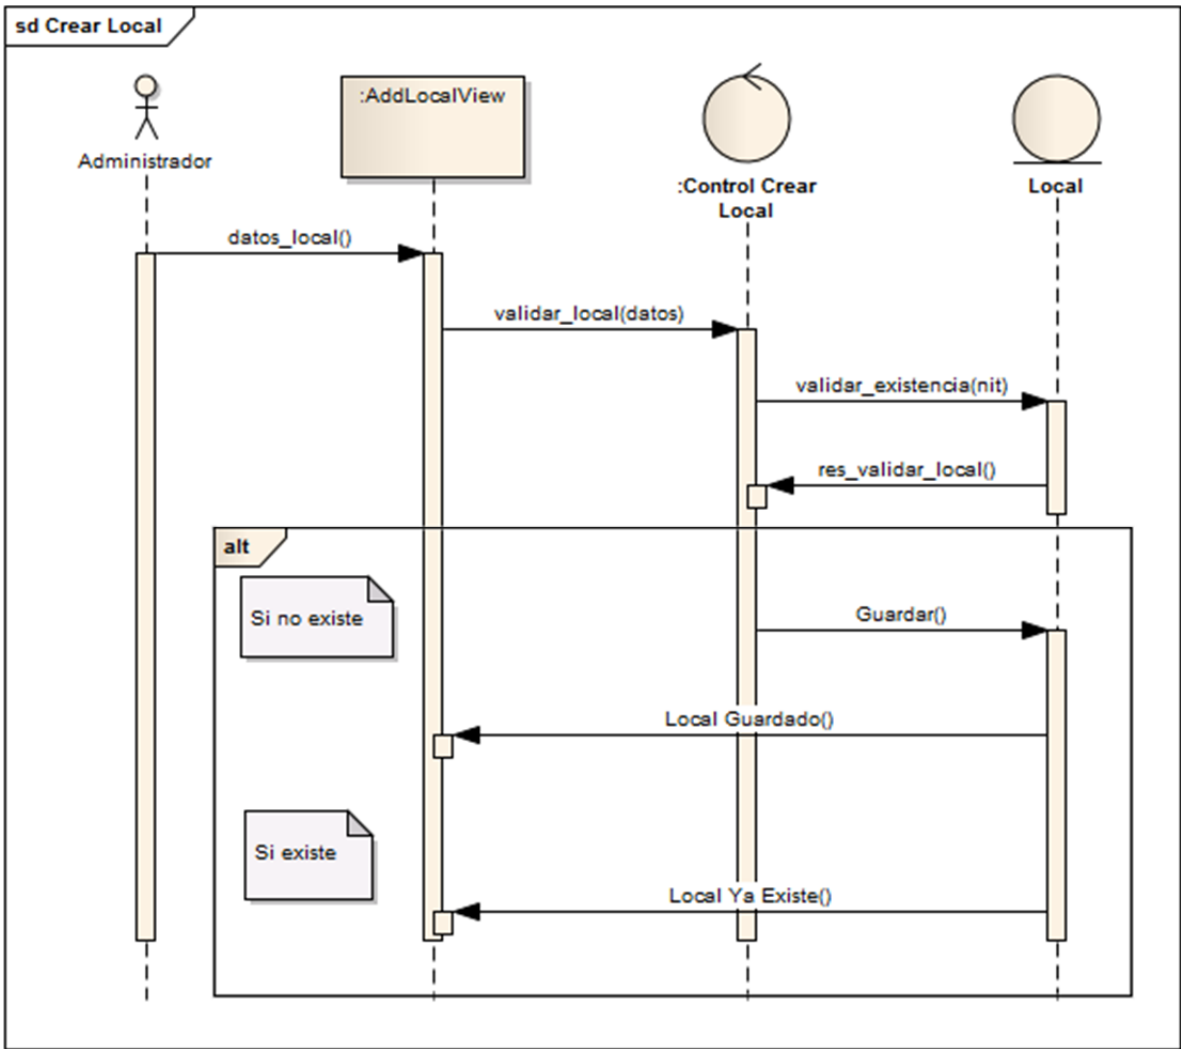 sd Crear Local
:AddLocalView
Administrador
:Control Crear
Local
Local
datos_local()
validar_local(datos)
validar_existencia(nit)
res_validar_local()
alt
Si no existe
Guardar()
Local Guardado()
Si existe
Local Ya Existe()